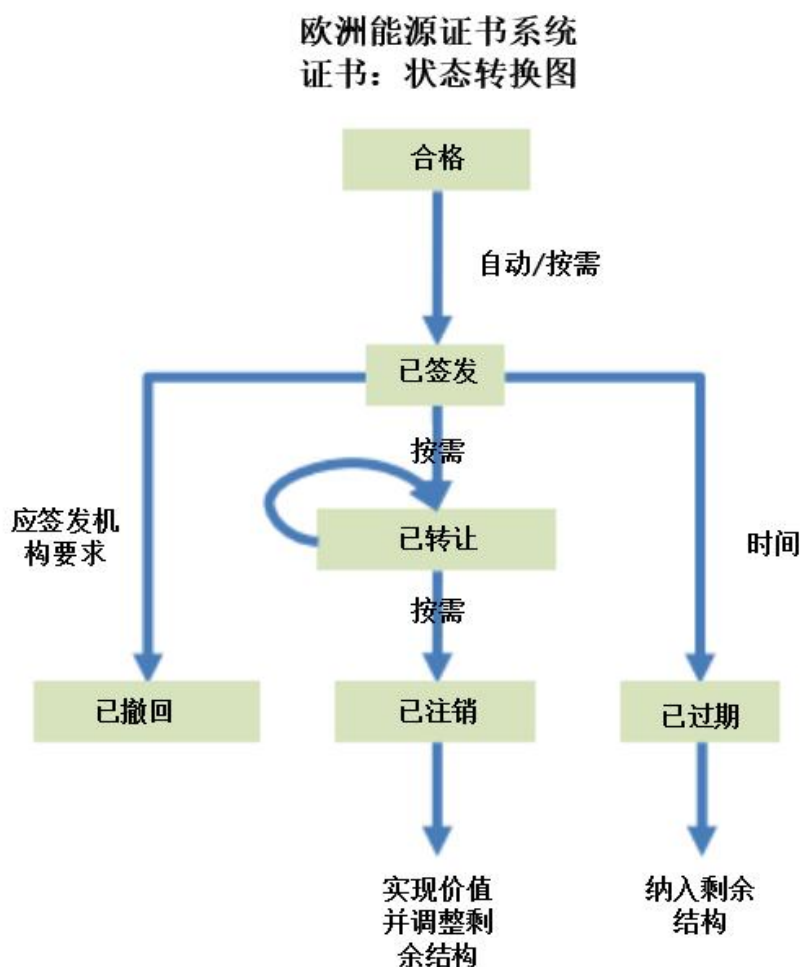 欧洲能源证书系统
证书：状态转换图
合格
自动/按需
已签发
按需
应签发机
构要求
已转让
时间
按需
已撤回
已注销
已过期
实现价值
并调整剩
余结构
纳入剩余
结构